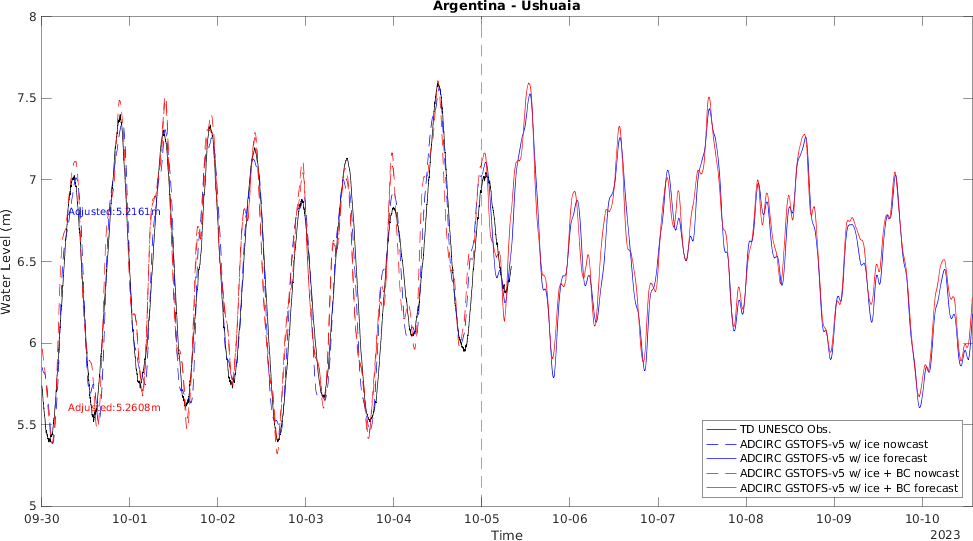 Argentina - Ushuaia
8
7.5
7
6.5
6
5.5
5
Water Level (m)
Adjusted:5.2161m
Adjusted:5.2608m
TD UNESCO Obs.
ADCIRC GSTOFS-v5 w/ ice nowcast
ADCIRC GSTOFS-v5 w/ ice forecast
ADCIRC GSTOFS-v5 w/ ice + BC nowcast
ADCIRC GSTOFS-v5 w/ ice + BC forecast
09-30 10-01 10-02 10-03 10-04 10-05 10-06 10-07 10-08 10-09 10-10
Time
2023